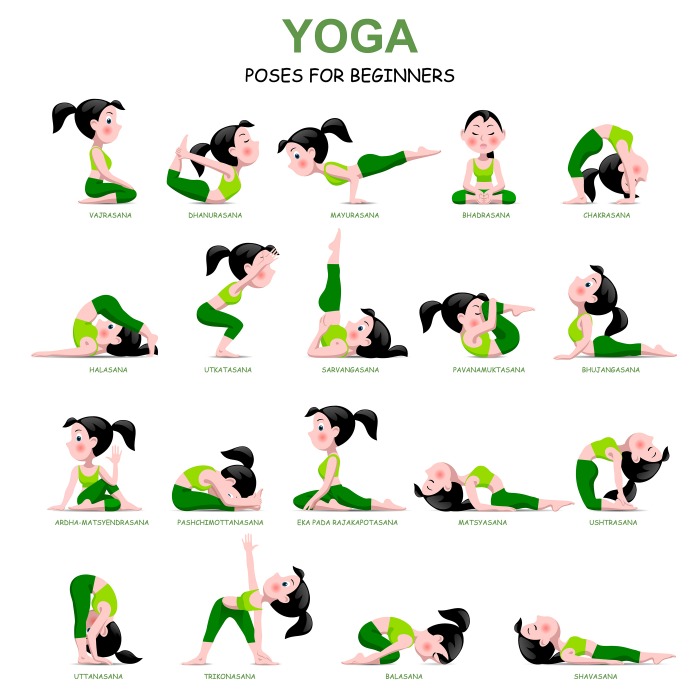 YOGA
POSES FOR BEGINNERS
VAJRASANA
DHANURASANA
MAYURASANA
BHADRASANA
CHAKRASANA
HALASANA
UTKATASANA
SARVANGASANA
PAVANAMUKTASANA
BHUJANGASANA
ARDHA-MATSYENDRASANA
PASHCHIMOTTANASANA
EKA PADA RAJAKAPOTASANA
MATSYASANA
USHTRASANA
UTTANASANA
TRIKONASANA
BALASANA
SHAVASANA